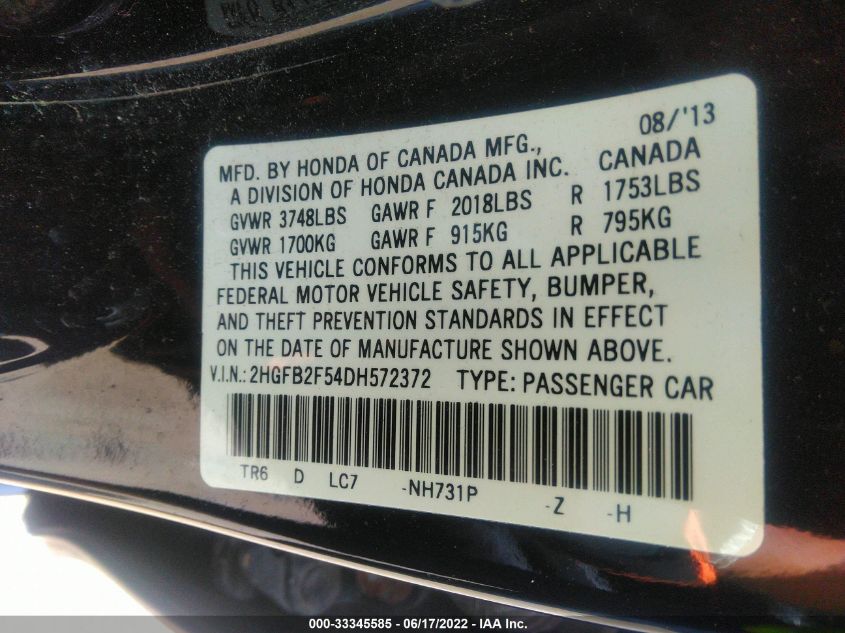 08/'13
MFD. BY HONDA OF CANADA MFG.,
A DIVISION OF HONDA CANADA INC. CANADA
GVWR 3748LBS GAWR F 2018LBS R 1753LBS
GVWR 1700KG GAWR F 915KG R 795KG
THIS VEHICLE CONFORMS TO ALL APPLICABLE
FEDERAL MOTOR VEHICLE SAFETY, BUMPER,
AND THEFT PREVENTION STANDARDS IN EFFECT
ON THE DATE OF MANUFACTURE SHOWN ABOVE.
V.I.N.: 2HGFB2F54DH572372 TYPE: PASSENGER CAR
TR6 D LC7 -NH731P -Z -H
000-33345585 - 06/17/2022 - IAA Inc.